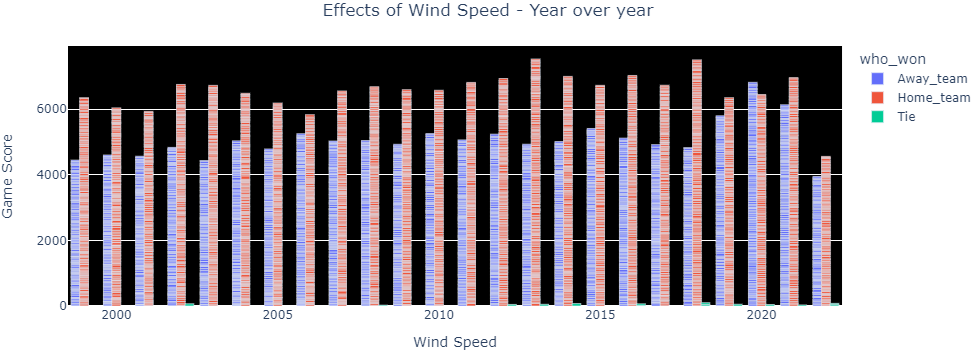 Effects of Wind Speed - Year over year
Game Score
6000
4000
2000
0
2000
2005
2010
2015
2020
Wind Speed
who_won
Away_team
Home_team
Tie